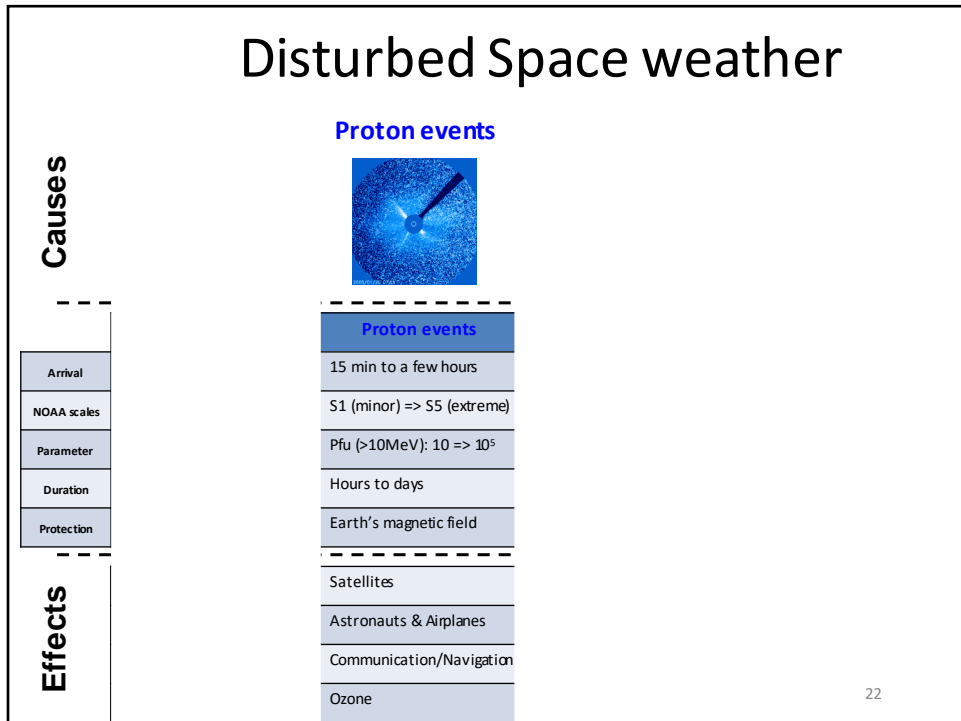 Disturbed Space weather
Proton events
Causes
Proton events
Arrival 15 min to a few hours
NOAA scales S1 (minor) => S5 (extreme)
Parameter Pfu (>10MeV): 10 => 10⁵
Duration Hours to days
Protection Earth's magnetic field
Effects
Satellites
Astronauts & Airplanes
Communication/Navigation
Ozone
22